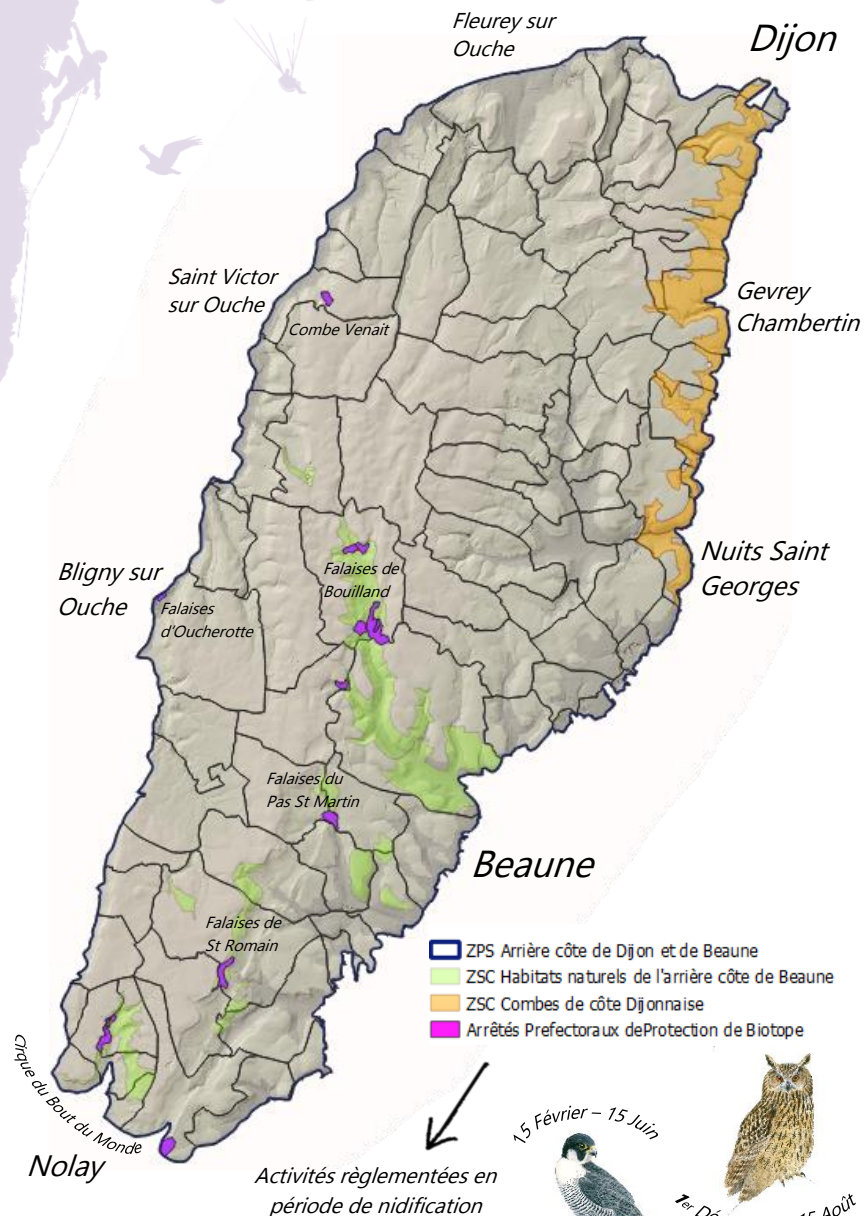 Fleurey sur
Ouche
Dijon
Saint Victor
sur Ouche
Combe Venait
Gevrey
Chambertin
Bligny sur
Ouche
Falaises
d'Oucherotte
Falaises de
Bouilland
Nuits Saint
Georges
Falaises du
Pas St Martin
Beaune
Falaises de
St Romain
ZPS Arrière côte de Dijon et de Beaune
ZSC Habitats naturels de l'arrière côte de Beaune
ZSC Combes de côte Dijonnaise
Arrêtés Prefectoraux deProtection de Biotope
Cirque du Bout du Monde
Nolay
Activités règlementées en
période de nidification
15 Février – 15 Juin
1er
Août